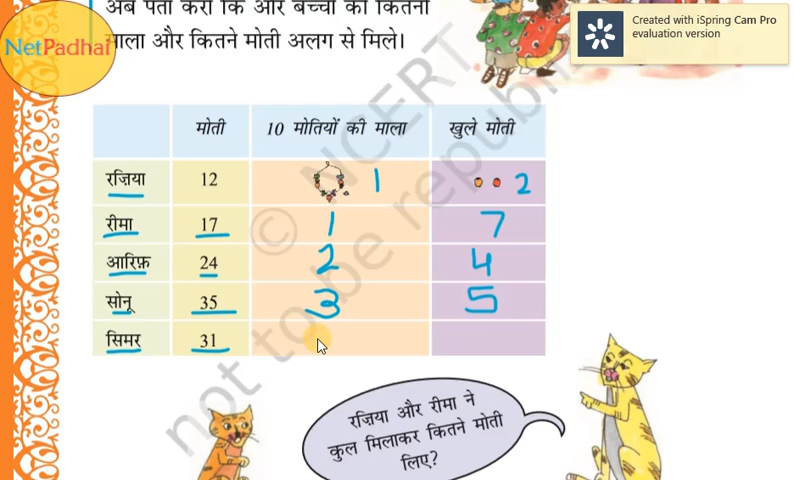 अब पता करो कि और बच्चों को कितनी
माला और कितने मोती अलग से मिले।
NetPadhai
Created with iSpring Cam Pro
evaluation version
मोती 10 मोतियों की माला खुले मोती
रज़िया 12 1 2
रीमा 17 1 7
आरिफ़ 24 2 4
सोनू 35 3 5
सिमर 31
© NCERT
not to be republished
रज़िया और रीमा ने
कुल मिलाकर कितने मोती
लिए?